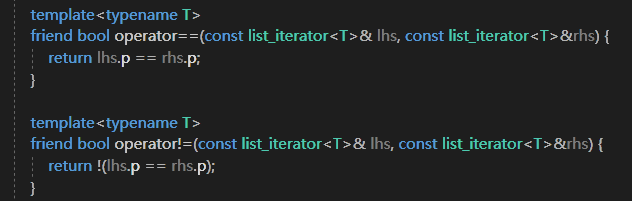 template<typename T>
friend bool operator==(const list_iterator<T>& lhs, const list_iterator<T>&rhs) {
return lhs.p == rhs.p;
}
template<typename T>
friend bool operator!=(const list_iterator<T>& lhs, const list_iterator<T>&rhs) {
return !(lhs.p == rhs.p);
}